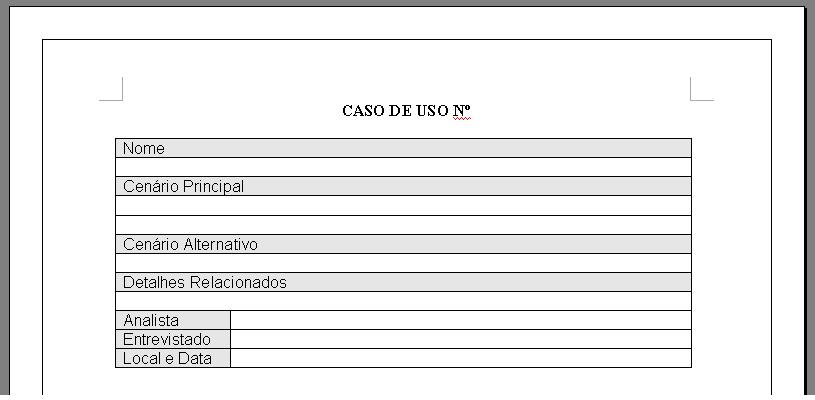 CASO DE USO Nº
Nome
Cenário Principal
Cenário Alternativo
Detalhes Relacionados
Analista
Entrevistado
Local e Data